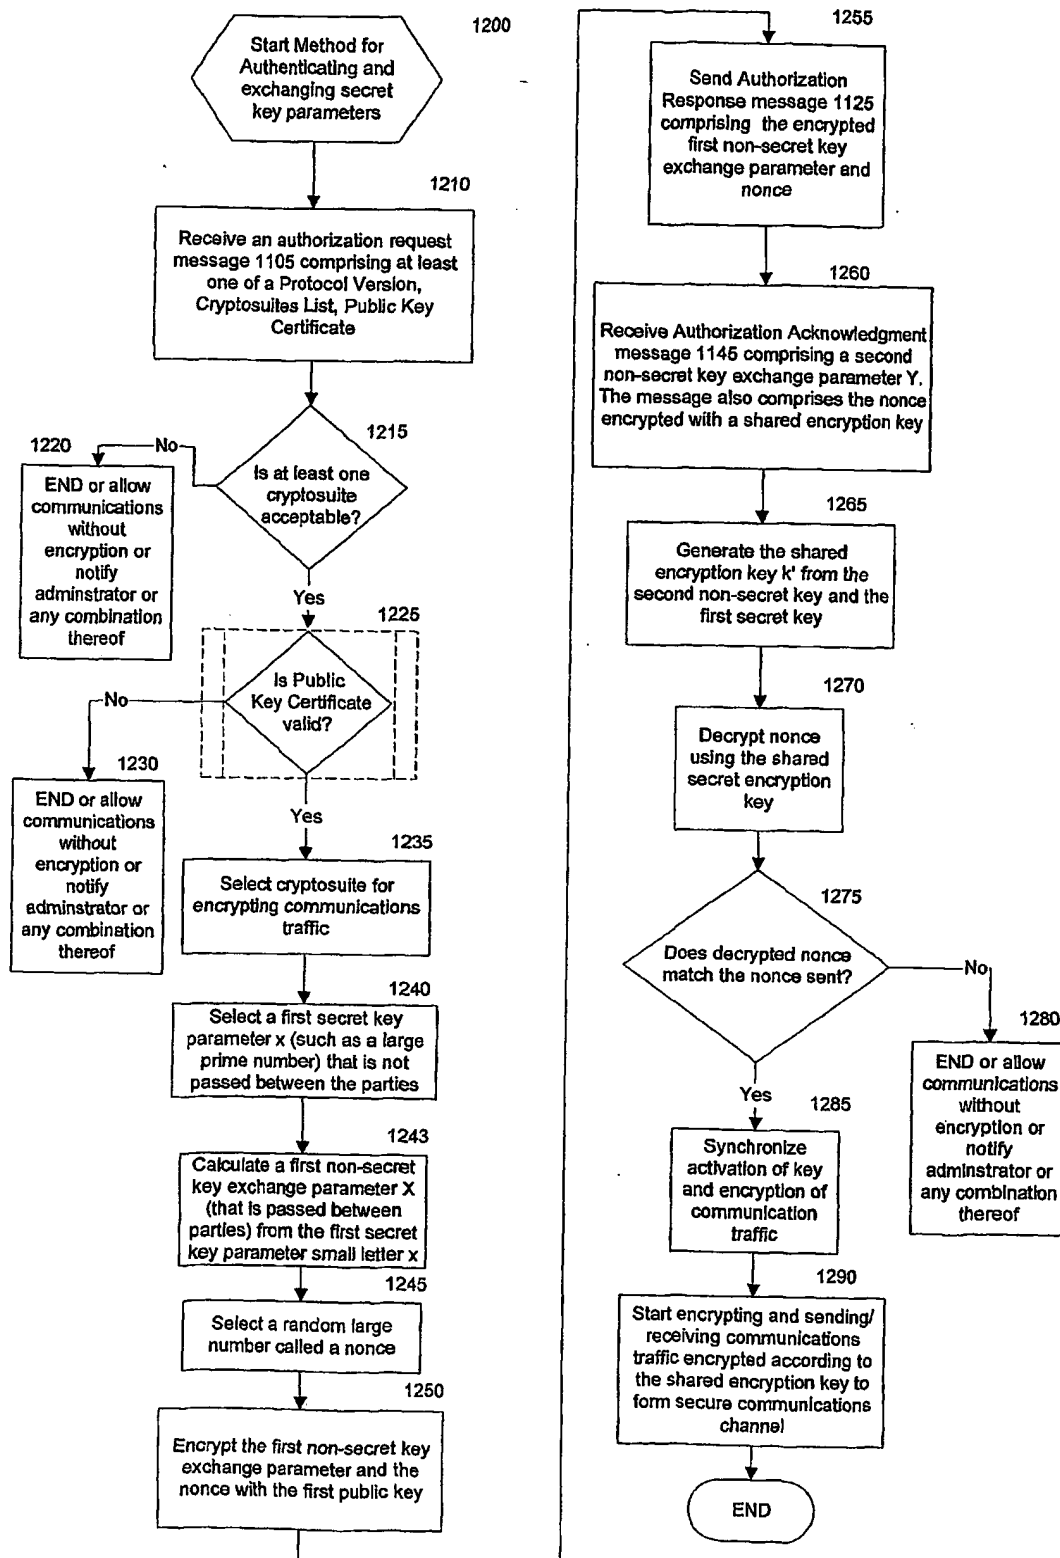 1200
Start Method for
Authenticating and
exchanging secret
key parameters
1210
Receive an authorization request
message 1105 comprising at least
one of a Protocol Version,
Cryptosuites List, Public Key
Certificate
1215
Is at least one
cryptosuite
acceptable?
No
1220
END or allow
communications
without
encryption or
notify
adminstrator or
any combination
thereof
Yes
1225
Is Public
Key Certificate
valid?
No
1230
END or allow
communications
without
encryption or
notify
adminstrator or
any combination
thereof
Yes
1235
Select cryptosuite for
encrypting communications
traffic
1240
Select a first secret key
parameter x (such as a large
prime number) that is not
passed between the parties
1243
Calculate a first non-secret
key exchange parameter X
(that is passed between
parties) from the first secret
key parameter small letter x
1245
Select a random large
number called a nonce
1250
Encrypt the first non-secret key
exchange parameter and the
nonce with the first public key
1255
Send Authorization
Response message 1125
comprising the encrypted
first non-secret key
exchange parameter and
nonce
1260
Receive Authorization Acknowledgment
message 1145 comprising a second
non-secret key exchange parameter Y.
The message also comprises the nonce
encrypted with a shared encryption key
1265
Generate the shared
encryption key k' from the
second non-secret key and the
first secret key
1270
Decrypt nonce
using the shared
secret encryption
key
1275
Does decrypted nonce
match the nonce sent?
No
1280
END or allow
communications
without
encryption or
notify
adminstrator or
any combination
thereof
Yes
1285
Synchronize
activation of key
and encryption of
communication
traffic
1290
Start encrypting and sending/
receiving communications
traffic encrypted according to
the shared encryption key to
form secure communications
channel
END